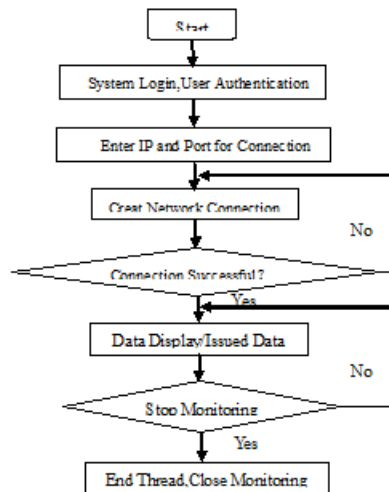 Start
System Login,User Authentication
Enter IP and Port for Connection
Creat Network Connection
No
Connection Successful?
Yes
Data Display/Issued Data
No
Stop Monitoring
Yes
End Thread,Close Monitoring